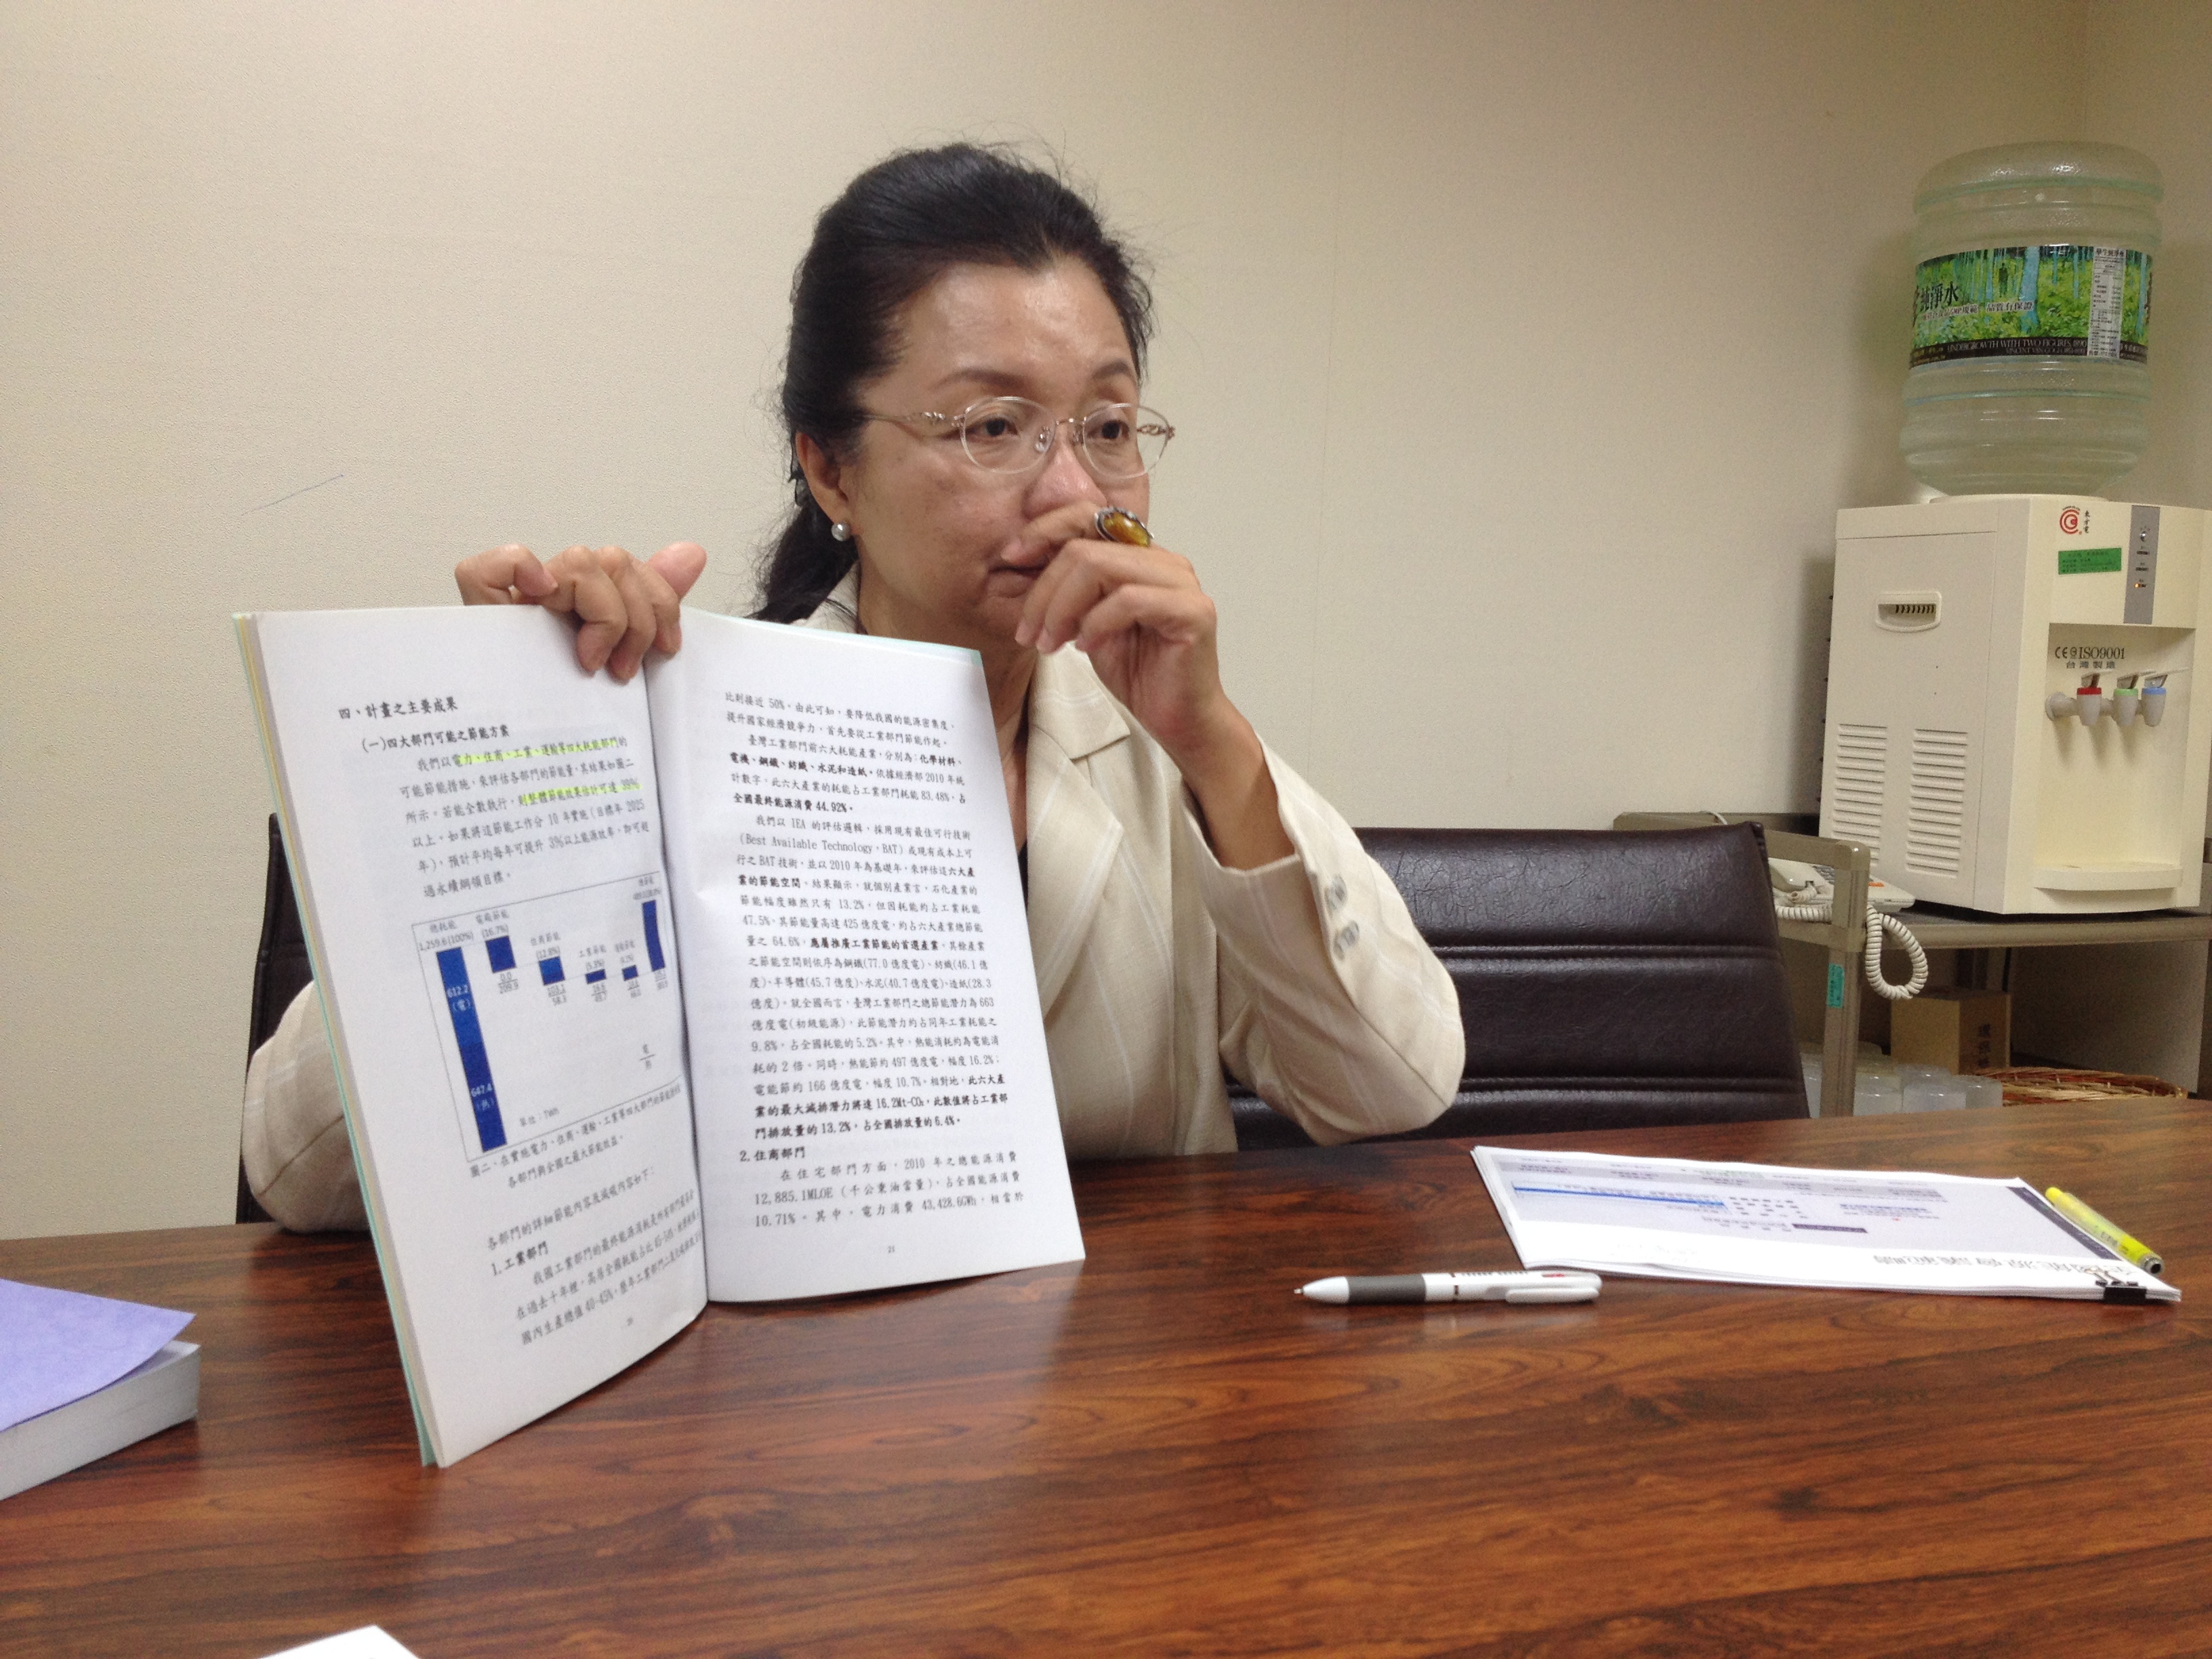 四、計畫之主要成果
(一)四大部門可能之節能方案
我們以電力、住商、工業、運輸等四大耗能部門的
可能節能措施,來評估各部門的節能量,其結果如圖二
所示。若能全數執行,則整體節能效果估計可達 39%
以上。如果將這節能工作分 10 年實施(目標年 2025
年),預計平均每年可提升 3%以上能源效率,即可超
過永續綱領目標。
總耗能
1,259.6(100%)
612.2
(電)
647.4
(熱)
電廠節能
(16.7%)
0.0
209.9
住商節能
(12.8%)
工業節能
(5.3%)
總節能
電
熱
單位:TWh
圖二、在實施電力、住商、運輸、工業等四大部門的節能
各部門與全國之最大節能效益。
各部門的詳細節能內容及減碳內容如下:
1.工業部門
我國工業部門的最終能源消耗是所有部門最高
在過去十年裡,高居全國耗能占比
國內生產總值 40-45%。整年工業部門二氧化碳
20
比則接近 50%。由此可知,要降低我國的能源密集度,
提升國家經濟競爭力,首先要從工業部門節能作起。
臺灣工業部門前六大耗能產業,分別為:化學材料、
電機、鋼鐵、紡織、水泥和造紙。依據經濟部 2010 年統
計數字,此六大產業的耗能占工業部門耗能 83.48%,占
全國最終能源消費 44.92%。
我們以 IEA 的評估邏輯,採用現有最佳可行技術
(Best Available Technology,BAT) 或現有成本上可
行之 BAT 技術,並以 2010 年為基礎年,來評估這六大產
業的節能空間。結果顯示,就個別產業言,石化產業的
節能幅度雖然只有 13.2%,但因耗能約占工業耗能
47.5%,其節能量高達 425 億度電,約占六大產業總節能
量之 64.6%,應屬推廣工業節能的首選產業,其餘產業
之節能空間則依序為鋼鐵(77.0 億度電)、紡織(46.1 億
度)、半導體(45.7 億度)、水泥(40.7 億度電)、造紙(28.3
億度)。就全國而言,臺灣工業部門之總節能潛力為 663
億度電(初級能源),此節能潛力約占同年工業耗能之
9.8%,占全國耗能的 5.2%。其中,熱能消耗約為電能消
耗的 2 倍。同時,熱能節約 497 億度電,幅度 16.2%;
電能節約 166 億度電,幅度 10.7%。相對地,此六大產
業的最大減排潛力將達 16.2Mt-CO₂,此數值將占工業部
門排放量的 13.2%,占全國排放量的 6.4%。
2.住商部門
在住宅部門方面,2010 年之總能源消費
12,885.1MLOE (千公秉油當量),占全國能源消費
10.71%。其中,電力消費 43,428.6GWh,相當於
21
純淨水
品質有保證
UNDERGROWTH WITH TWO FIGURES
CE ISO9001
台灣製造